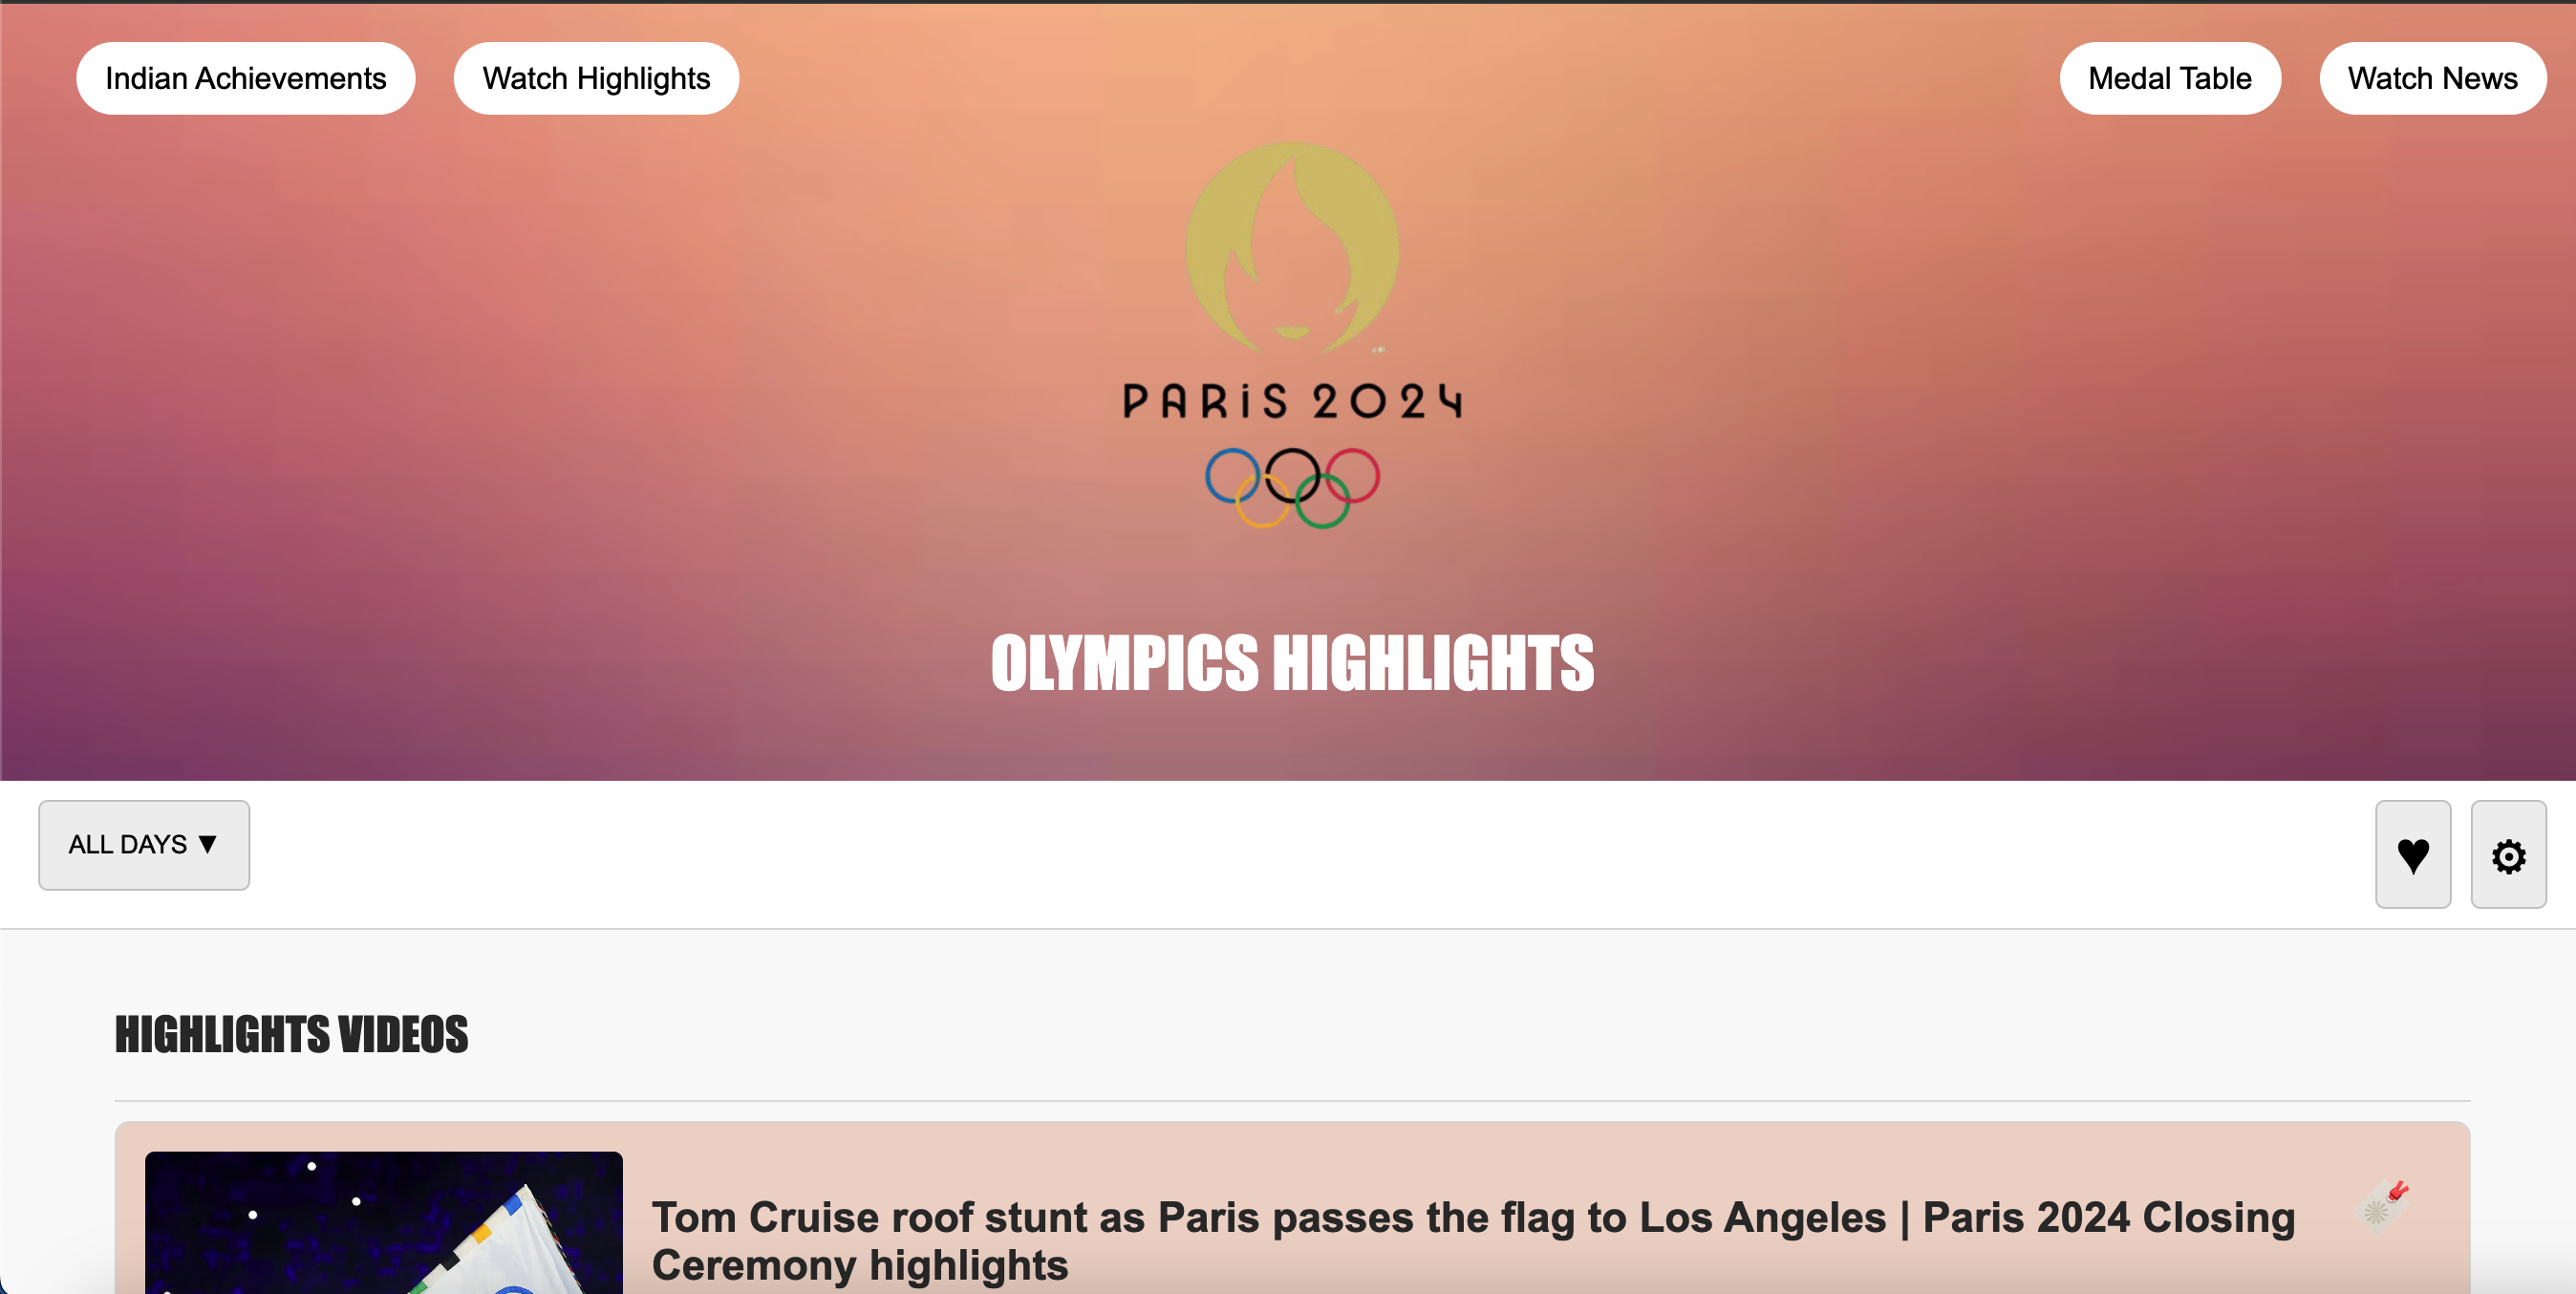 Indian Achievements
Watch Highlights
Medal Table
Watch News
PARiS 2024
OLYMPICS HIGHLIGHTS
ALL DAYS ▼
HIGHLIGHTS VIDEOS
Tom Cruise roof stunt as Paris passes the flag to Los Angeles | Paris 2024 Closing
Ceremony highlights